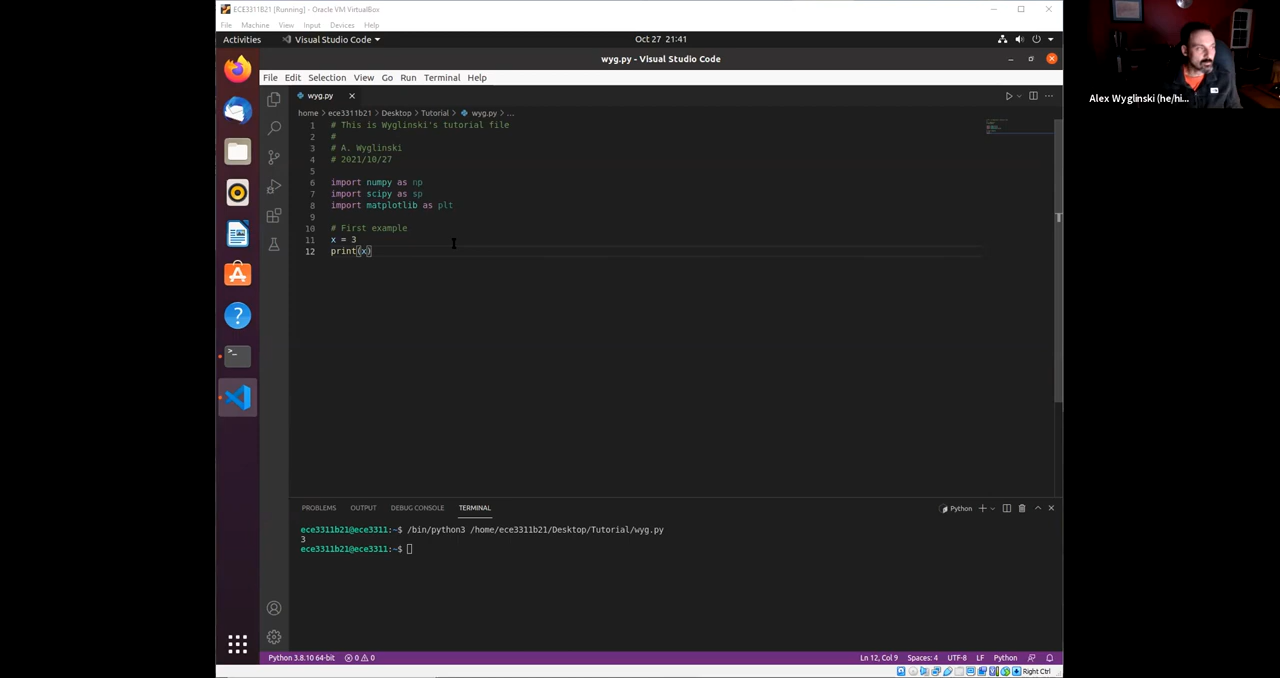 ECE3311B21 [Running] - Oracle VM VirtualBox
File Machine View Input Devices Help
Activities Visual Studio Code Oct 27 21:41
wyg.py - Visual Studio Code
File Edit Selection View Go Run Terminal Help
wyg.py
home > ece3311b21 > Desktop > Tutorial > wyg.py > ...
1 # This is Wyglinski's tutorial file
2 #
3 # A. Wyglinski
4 # 2021/10/27
5
6 import numpy as np
7 import scipy as sp
8 import matplotlib as plt
9
10 # First example
11 x = 3
12 print(x)
PROBLEMS OUTPUT DEBUG CONSOLE TERMINAL
Python
ece3311b21@ece3311:~$ /bin/python3 /home/ece3311b21/Desktop/Tutorial/wyg.py
3
ece3311b21@ece3311:~$
Python 3.8.10 64-bit 0 0 Ln 12, Col 9 Spaces: 4 UTF-8 LF Python
Right Ctrl
Alex Wyglinski (he/hi...